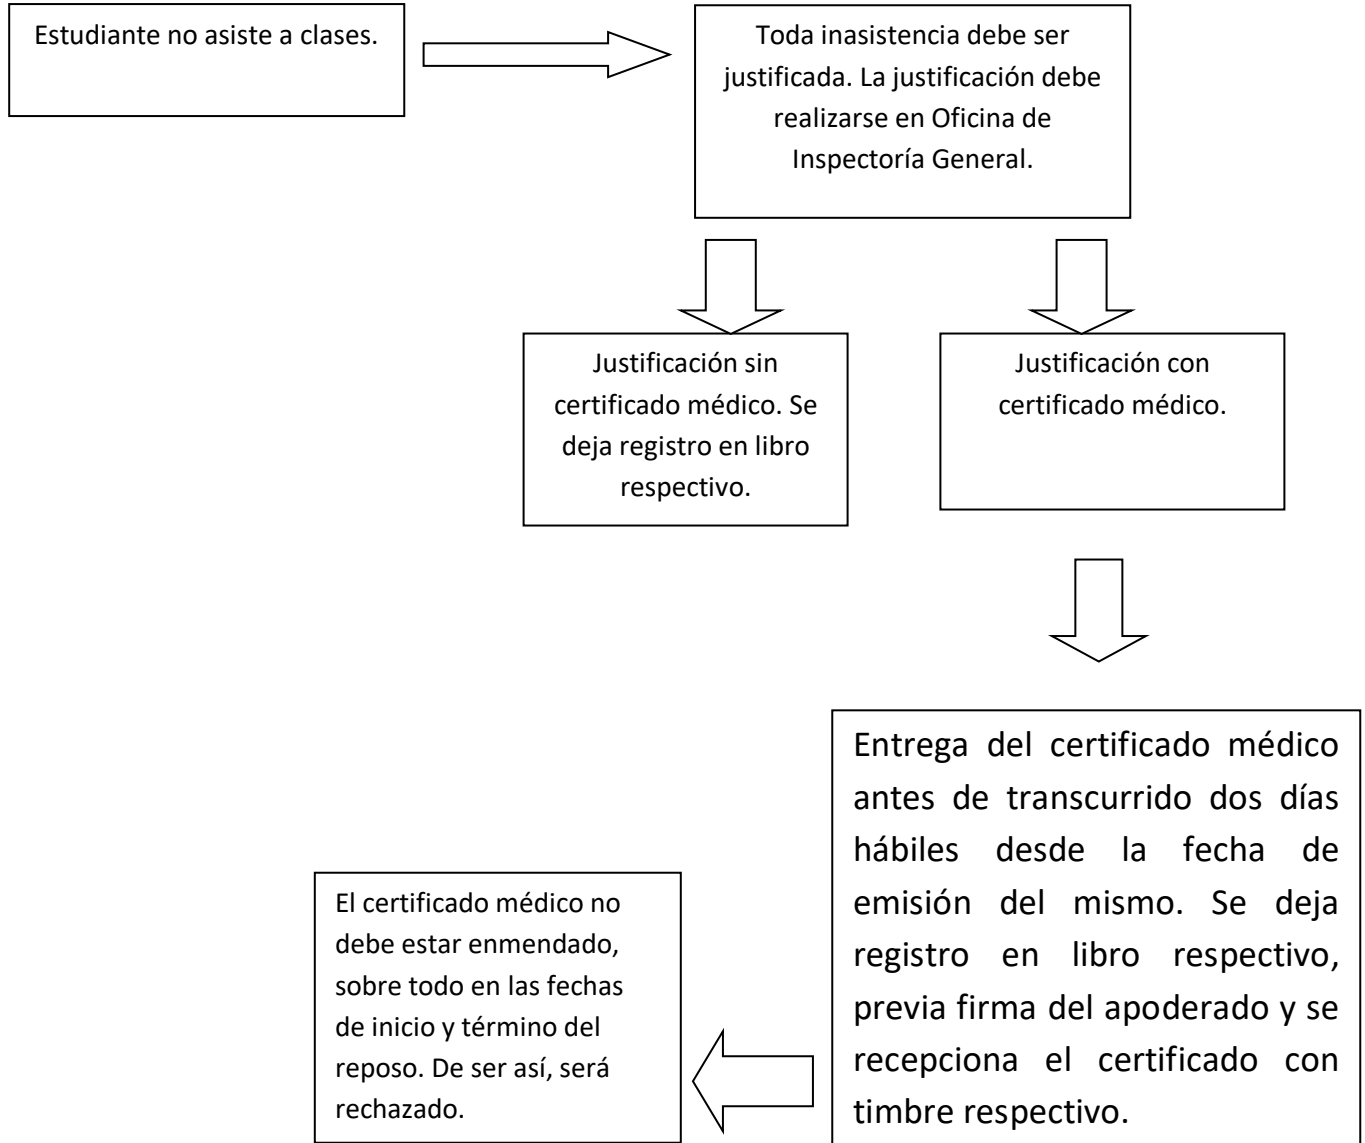 Estudiante no asiste a clases.
Toda inasistencia debe ser
justificada. La justificación debe
realizarse en Oficina de
Inspectoría General.
Justificación sin
certificado médico. Se
deja registro en libro
respectivo.
Justificación con
certificado médico.
Entrega del certificado médico
antes de transcurrido dos días
hábiles desde la fecha de
emisión del mismo. Se deja
registro en libro respectivo,
previa firma del apoderado y se
recepciona el certificado con
timbre respectivo.
El certificado médico no
debe estar enmendado,
sobre todo en las fechas
de inicio y término del
reposo. De ser así, será
rechazado.